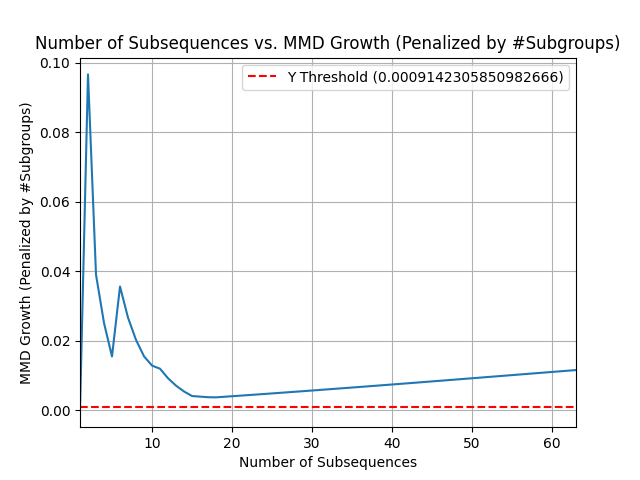 Number of Subsequences vs. MMD Growth (Penalized by #Subgroups)
Y Threshold (0.0009142305850982666)
MMD Growth (Penalized by #Subgroups)
0.10
0.08
0.06
0.04
0.02
0.00
10 20 30 40 50 60
Number of Subsequences